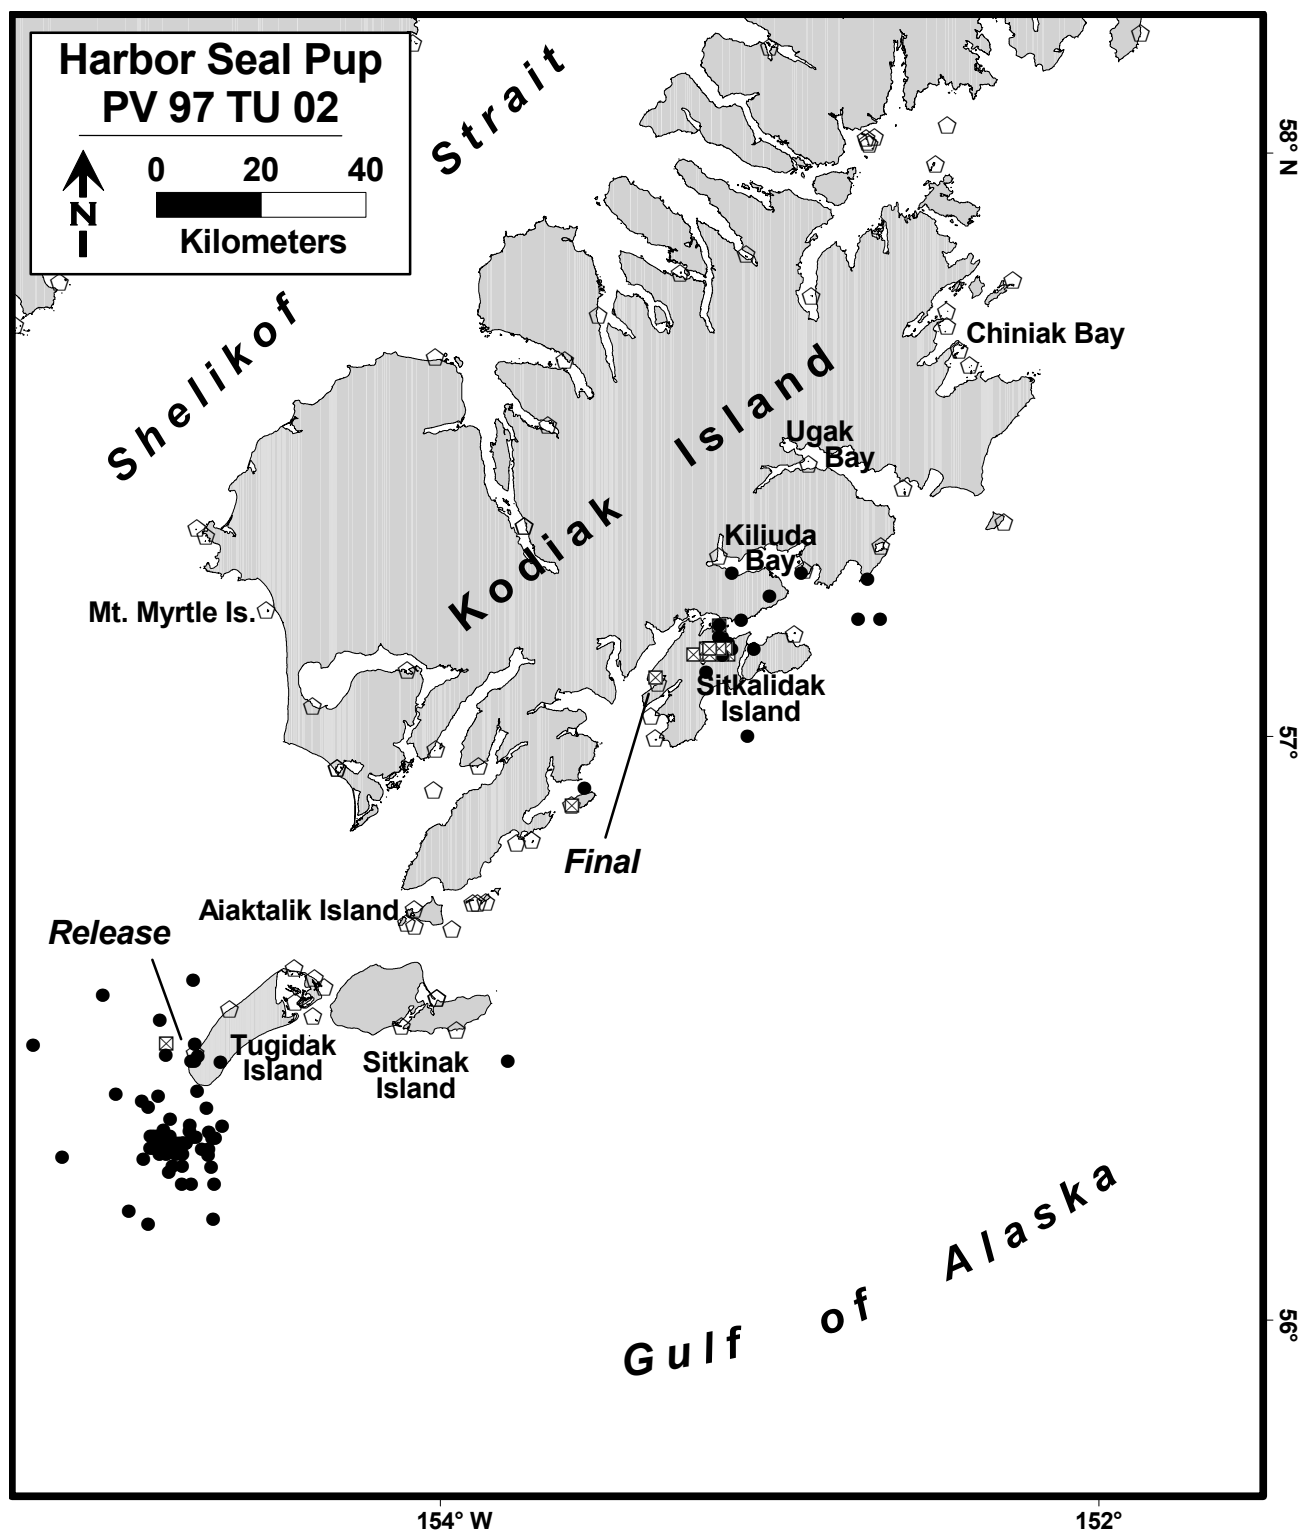 Harbor Seal Pup
PV 97 TU 02
0 20 40
N
Kilometers
Shelikof Strait
58° N
Chiniak Bay
Kodiak Island
Ugak
Bay
Kiliuda
Bay
Mt. Myrtle Is.
Sitkalidak
Island
57°
Final
Aiaktalik Island
Release
Tugidak
Island
Sitkinak
Island
56°
Gulf of Alaska
154° W
152°